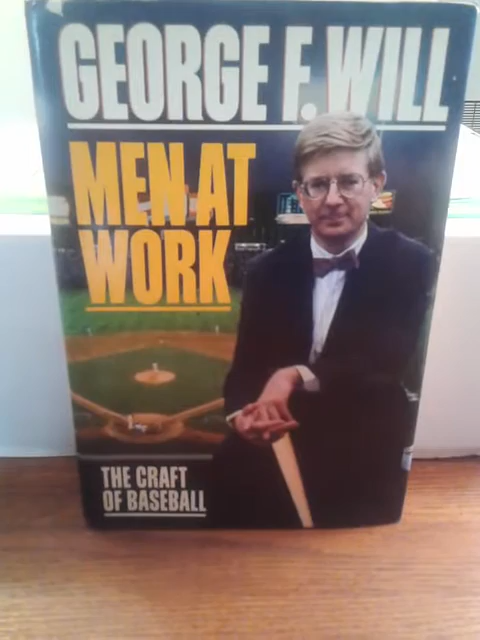 GEORGE F. WILL
MEN AT
WORK
THE CRAFT
OF BASEBALL